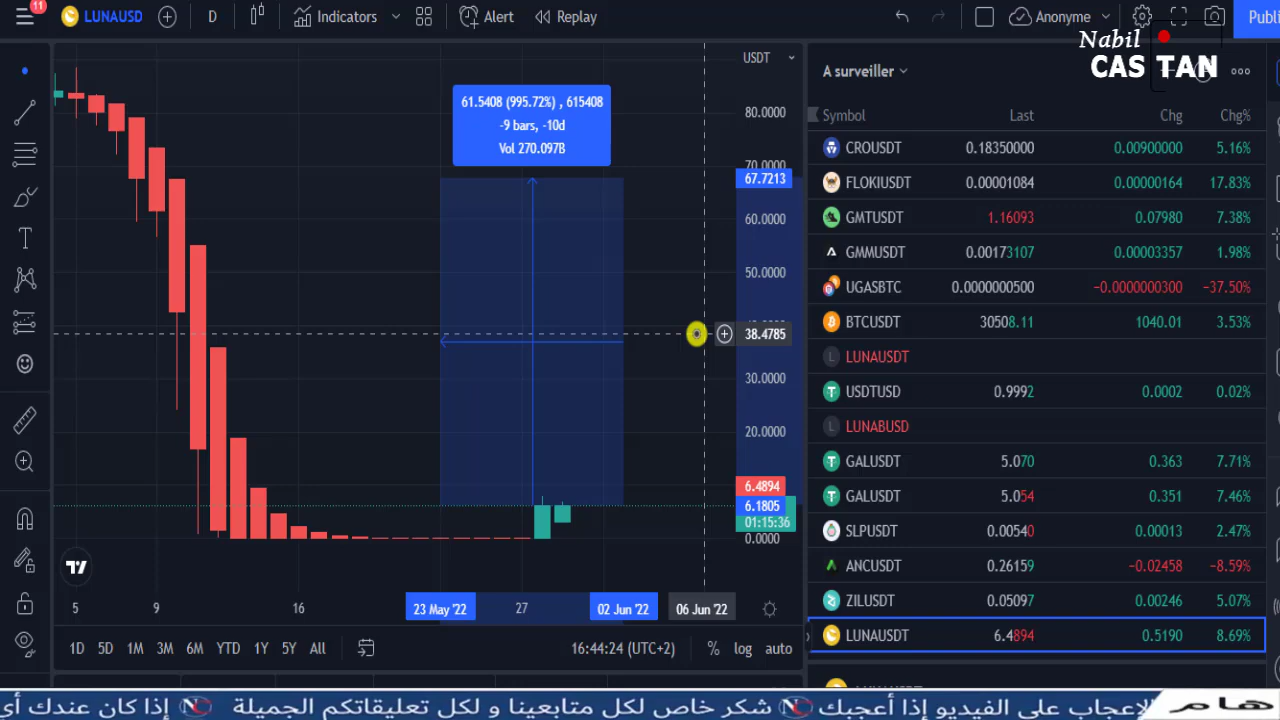 11
LUNAUSD
D
Indicators
Alert
Replay
Anonyme
Publi
Nabil
CAS TAN
USDT
80.0000
70.0000
67.7213
60.0000
50.0000
38.4785
30.0000
20.0000
6.4894
6.1805
01:15:36
0.0000
61.5408 (995.72%) , 615408
-9 bars, -10d
Vol 270.097B
5
9
16
23 May '22
27
02 Jun '22
06 Jun '22
1D 5D 1M 3M 6M YTD 1Y 5Y All
16:44:24 (UTC+2)
% log auto
A surveiller
Symbol Last Chg Chg%
CROUSDT 0.18350000 0.00900000 5.16%
FLOKIUSDT 0.00001084 0.00000164 17.83%
GMTUSDT 1.16093 0.07980 7.38%
GMMUSDT 0.00173107 0.00003357 1.98%
UGASBTC 0.0000000500 −0.0000000300 −37.50%
BTCUSDT 30508.11 1040.01 3.53%
L LUNAUSDT
USDTUSD 0.9992 0.0002 0.02%
L LUNABUSD
GALUSDT 5.070 0.363 7.71%
GALUSDT 5.054 0.351 7.46%
SLPUSDT 0.00540 0.00013 2.47%
ANCUSDT 0.26159 −0.02458 −8.59%
ZILUSDT 0.05097 0.00246 5.07%
LUNAUSDT 6.4894 0.5190 8.69%
هام
لاعجاب على الفيديو إذا أعجبك NC شكر خاص لكل متابعينا و لكل تعليقاتكم الجميلة NC إذا كان عندك أي